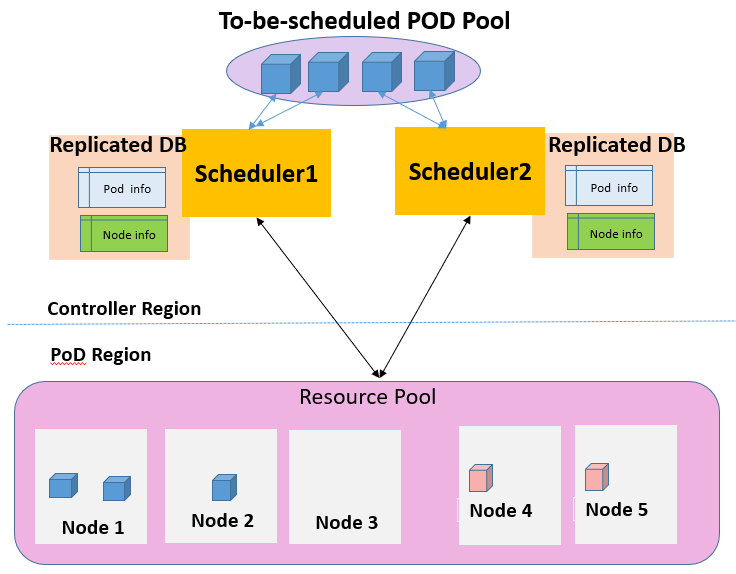 To-be-scheduled POD Pool
Replicated DB
Pod info
Node info
Scheduler1
Scheduler2
Replicated DB
Pod info
Node info
Controller Region
PoD Region
Resource Pool
Node 1
Node 2
Node 3
Node 4
Node 5